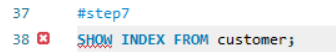 37 #step7
38 SHOW INDEX FROM customer;